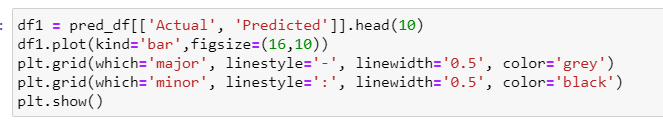 : df1 = pred_df[['Actual', 'Predicted']].head(10)
df1.plot(kind='bar',figsize=(16,10))
plt.grid(which='major', linestyle='-', linewidth='0.5', color='grey')
plt.grid(which='minor', linestyle=':', linewidth='0.5', color='black')
plt.show()